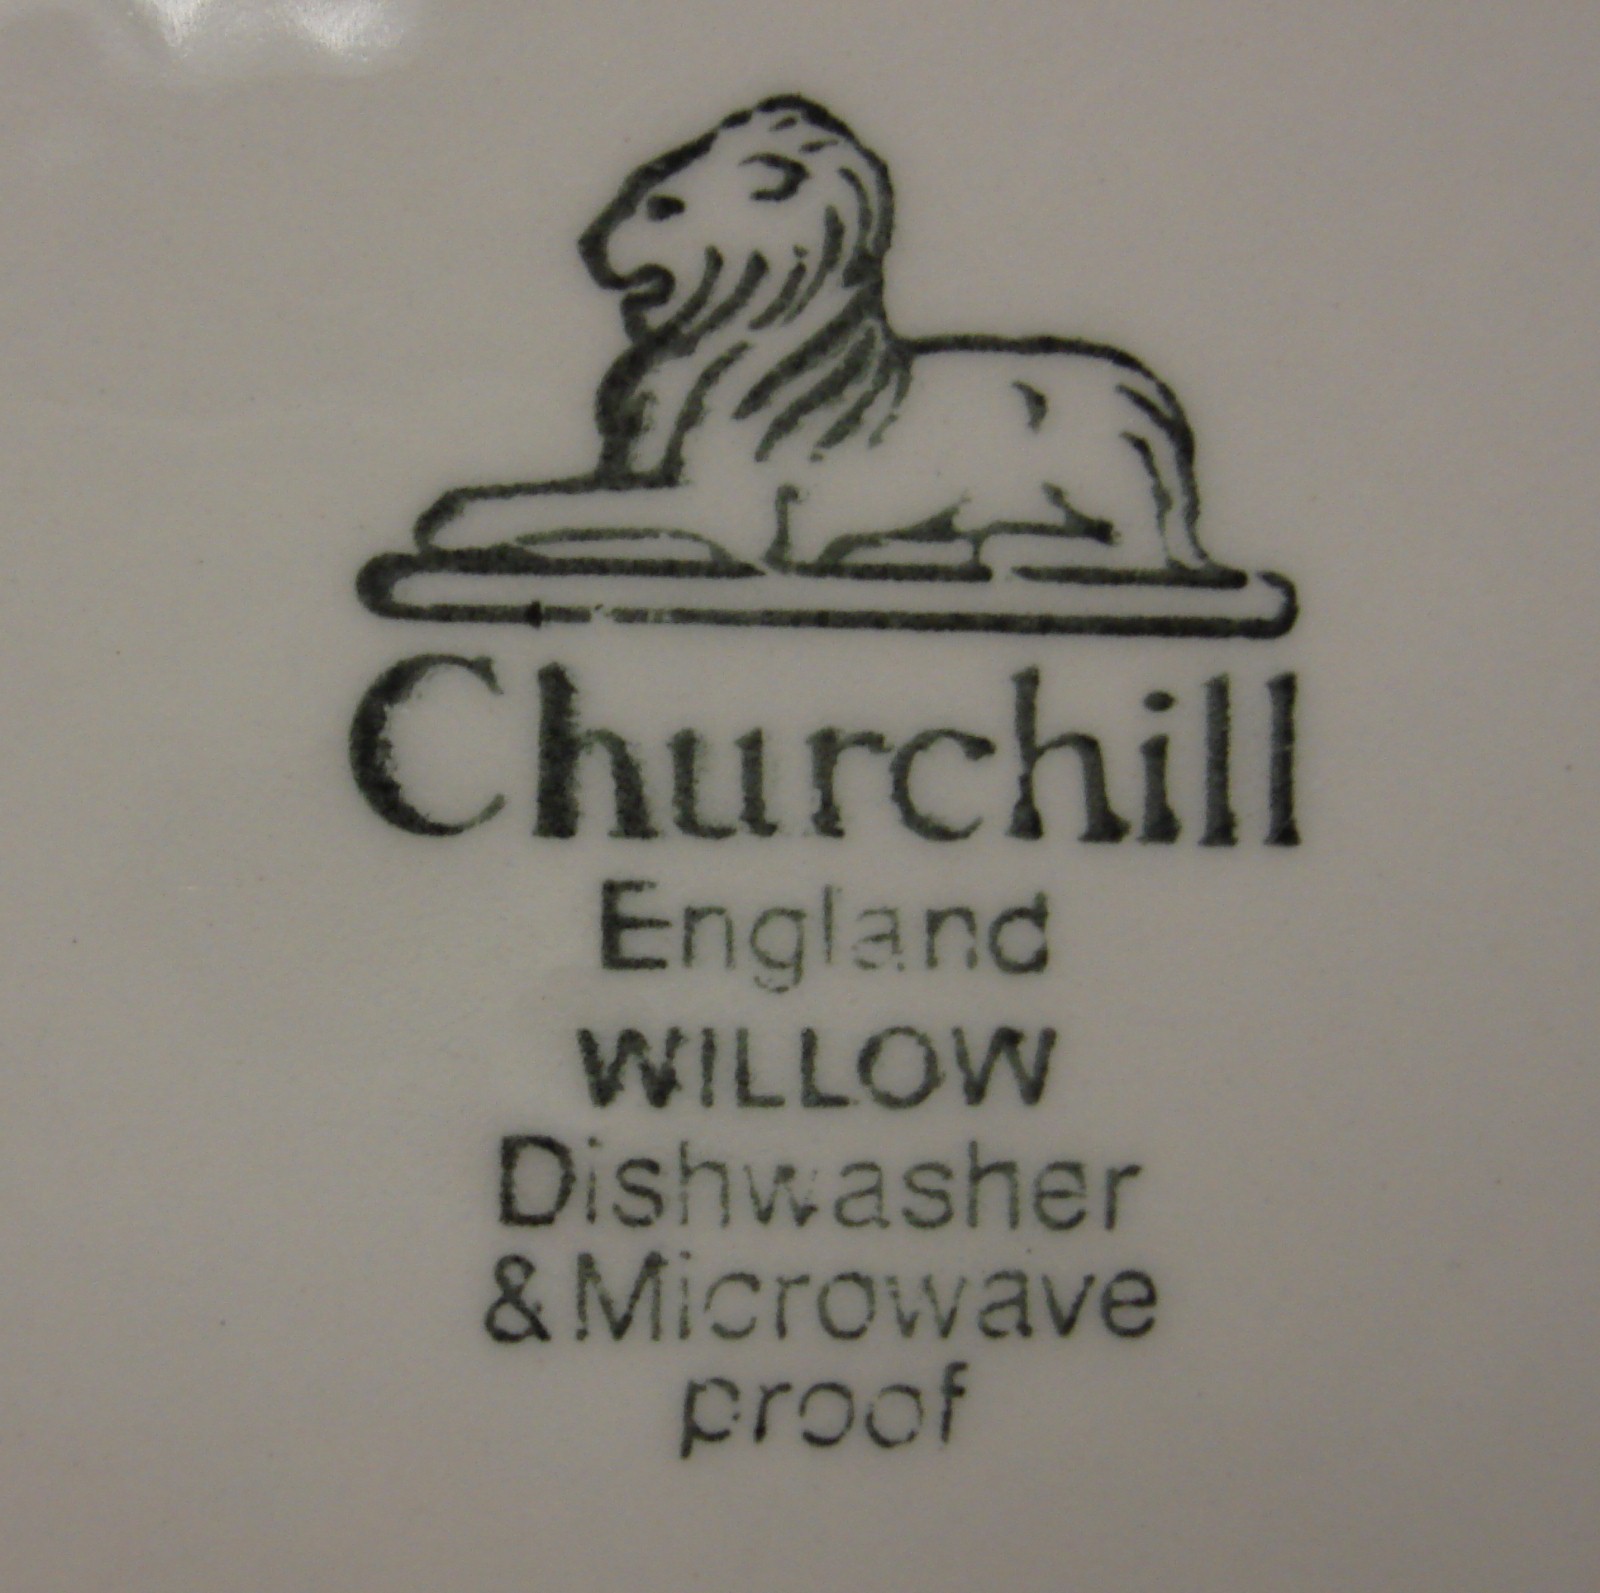 Churchill
England
WILLOW
Dishwasher
& Microwave
proof